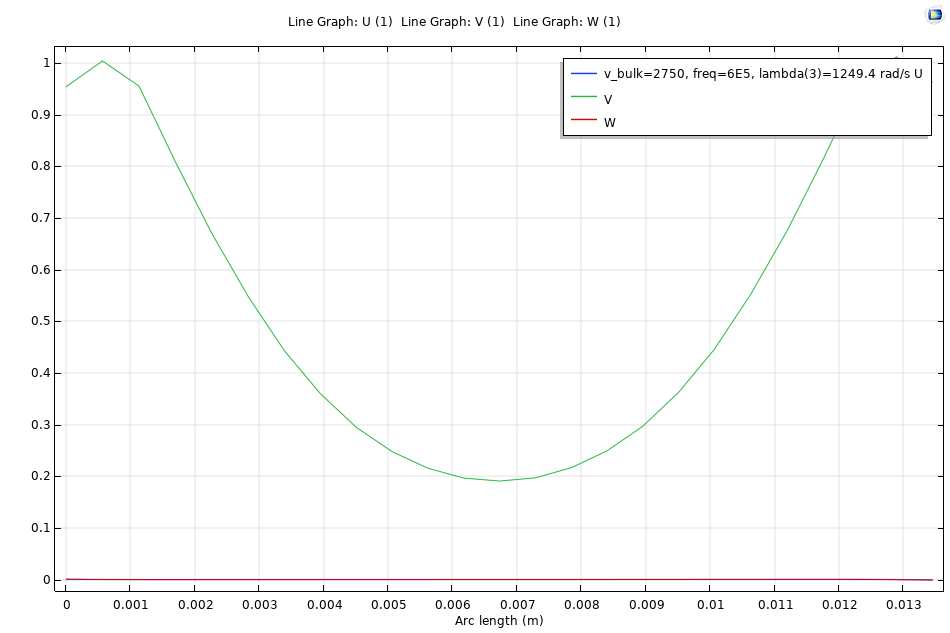 Line Graph: U (1) Line Graph: V (1) Line Graph: W (1)
1
0.9
0.8
0.7
0.6
0.5
0.4
0.3
0.2
0.1
0
v_bulk=2750, freq=6E5, lambda(3)=1249.4 rad/s U
V
W
0 0.001 0.002 0.003 0.004 0.005 0.006 0.007 0.008 0.009 0.01 0.011 0.012 0.013
Arc length (m)